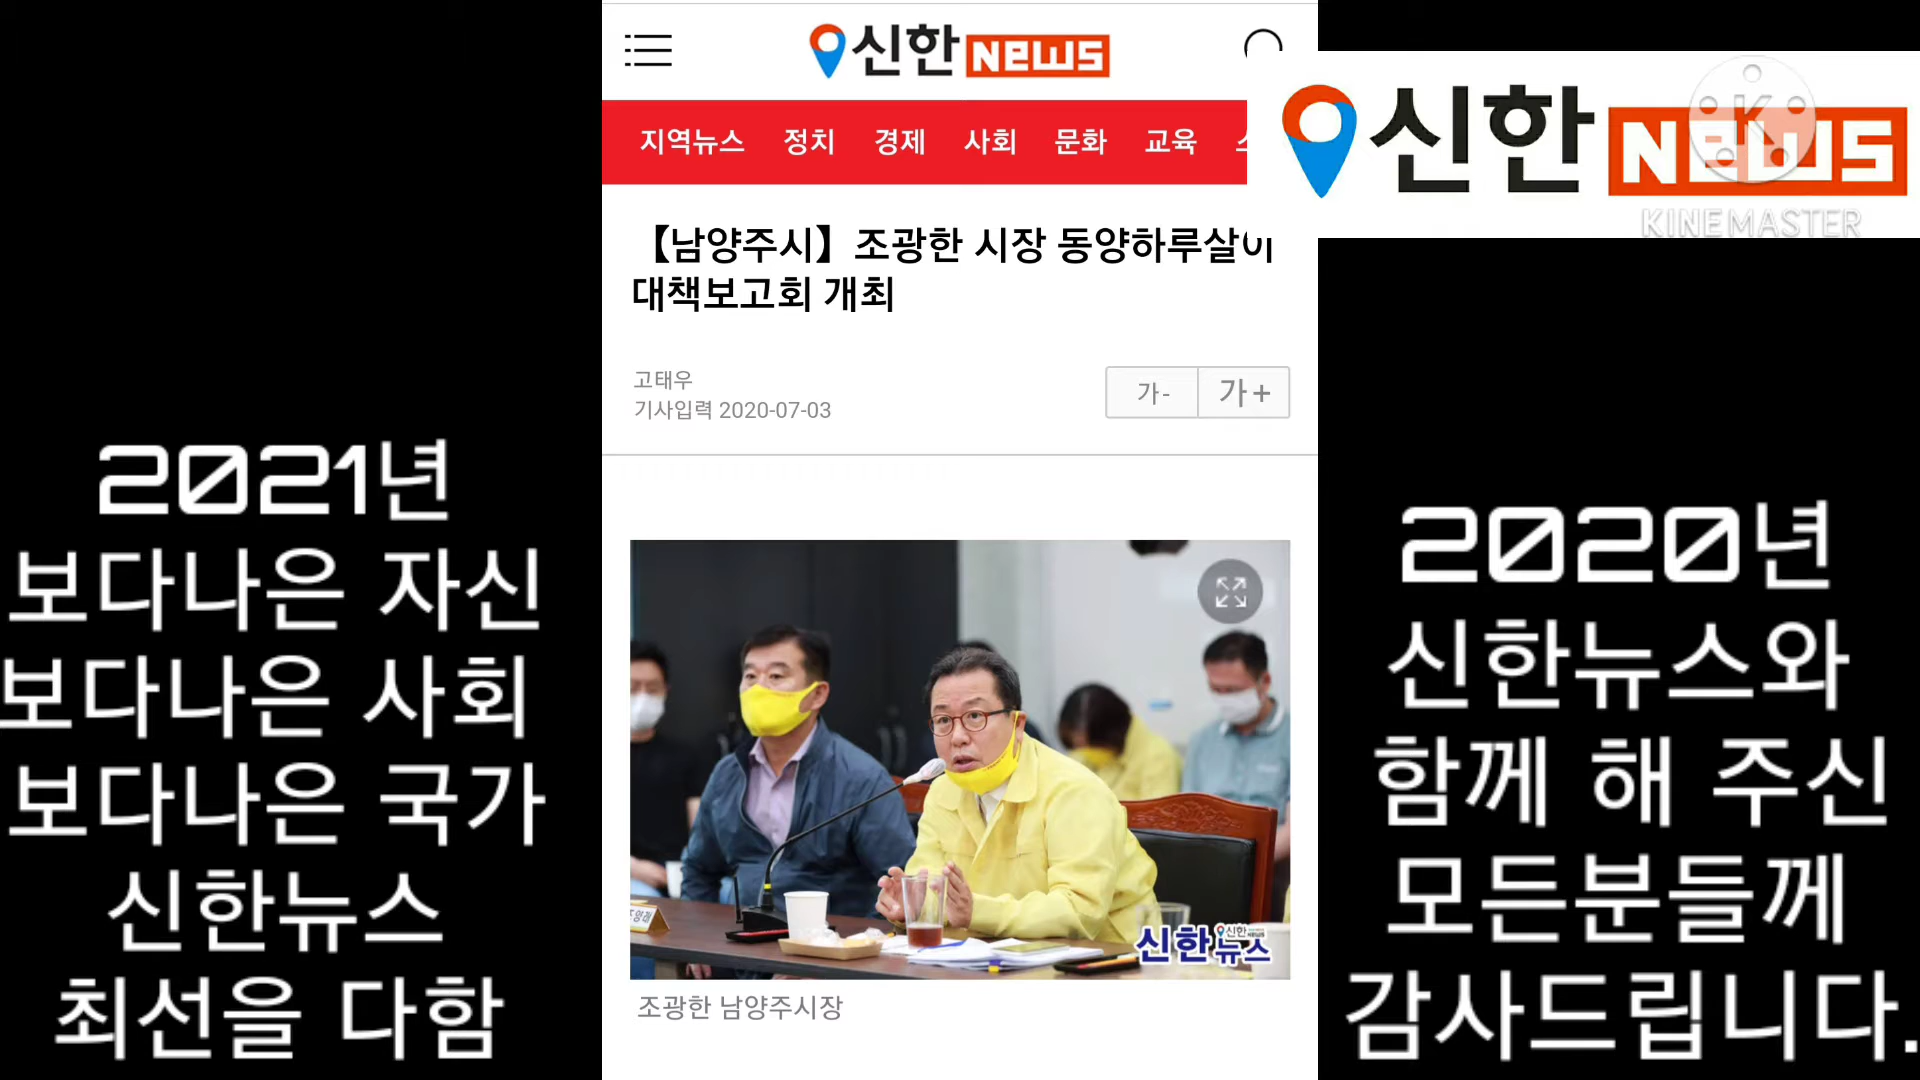 신한NEWS
지역뉴스 정치 경제 사회 문화 교육
【남양주시】조광한 시장 동양하루살이
대책보고회 개최
고태우
기사입력 2020-07-03
가- 가+
신한뉴스
신한NEWS
조광한 남양주시장
2021년
보다나은 자신
보다나은 사회
보다나은 국가
신한뉴스
최선을 다함
신한NEWS
K
KINEMASTER
2020년
신한뉴스와
함께 해 주신
모든분들께
감사드립니다.